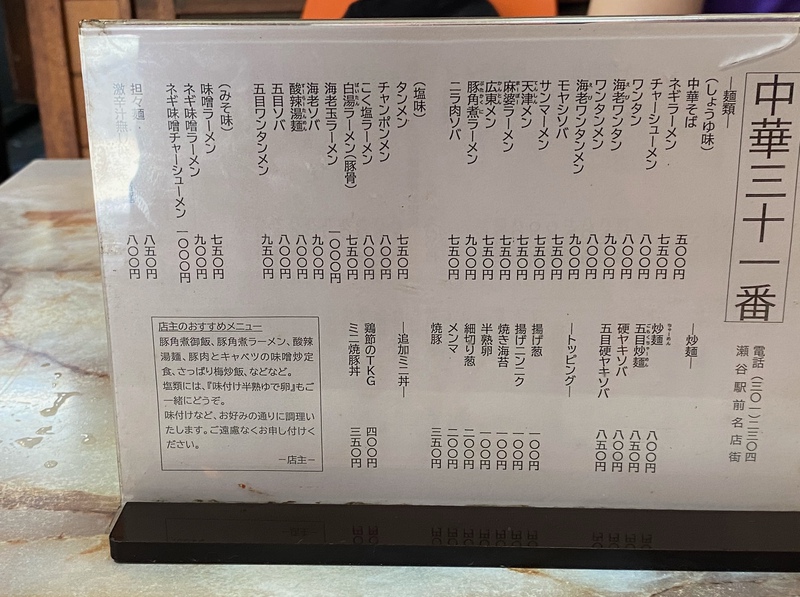 中華三十一番
電話(三〇一)二三〇四
瀬谷駅前名店街
―麺類―
(しょうゆ味)
中華そば 五〇〇円
ネギラーメン 七五〇円
チャーシューメン 八〇〇円
ワンタン 八〇〇円
海老ワンタン 九〇〇円
ワンタンメン 八〇〇円
海老ワンタンメン 九〇〇円
モヤシソバ 七五〇円
サンマーメン 七五〇円
天津メン 七五〇円
麻婆ラーメン 七五〇円
広東メン 七五〇円
豚角煮ラーメン 九〇〇円
ニラ肉ソバ 七五〇円
(塩味)
タンメン 七五〇円
チャンポンメン 八〇〇円
こく塩ラーメン 八〇〇円
白湯ラーメン(豚骨) 七五〇円
海老玉ラーメン 一〇〇〇円
海老ソバ 九〇〇円
酸辣湯麺 八〇〇円
五目ソバ 八〇〇円
五目ワンタンメン 九五〇円
(みそ味)
味噌ラーメン 七五〇円
ネギ味噌ラーメン 九〇〇円
ネギ味噌チャーシューメン 一〇〇〇円
担々麺 八五〇円
激辛汁無 八〇〇円
―炒麺―
炒麺 八〇〇円
五目炒麺 八五〇円
硬ヤキソバ 八〇〇円
五目硬ヤキソバ 八五〇円
―トッピング―
揚げ葱 一〇〇円
揚げニンニク 一〇〇円
焼き海苔 一〇〇円
半熟卵 一〇〇円
細切り葱 二〇〇円
メンマ 二〇〇円
焼豚 三五〇円
―追加ミニ丼―
鶏節のTKG 四〇〇円
ミニ焼豚丼 三五〇円
店主のおすすめメニュー
豚角煮御飯、豚角煮ラーメン、酸辣
湯麺、豚肉とキャベツの味噌炒定
食、さっぱり梅炒飯、などなど。
塩類には、『味付け半熟ゆで卵』もご
一緒にどうぞ。
味付けなど、お好みの通りに調理い
たします。ご遠慮なくお申し付けく
ださい。
―店主―